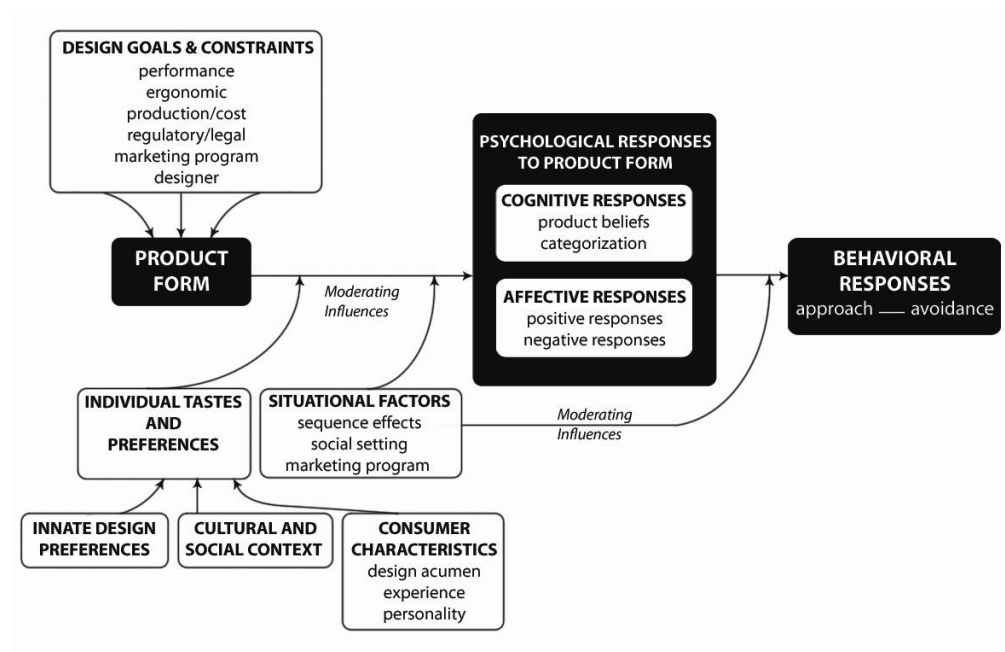 DESIGN GOALS & CONSTRAINTS
performance
ergonomic
production/cost
regulatory/legal
marketing program
designer
PRODUCT
FORM
Moderating
Influences
PSYCHOLOGICAL RESPONSES
TO PRODUCT FORM
COGNITIVE RESPONSES
product beliefs
categorization
AFFECTIVE RESPONSES
positive responses
negative responses
BEHAVIORAL
RESPONSES
approach — avoidance
INDIVIDUAL TASTES
AND
PREFERENCES
SITUATIONAL FACTORS
sequence effects
social setting
marketing program
Moderating
Influences
INNATE DESIGN
PREFERENCES
CULTURAL AND
SOCIAL CONTEXT
CONSUMER
CHARACTERISTICS
design acumen
experience
personality